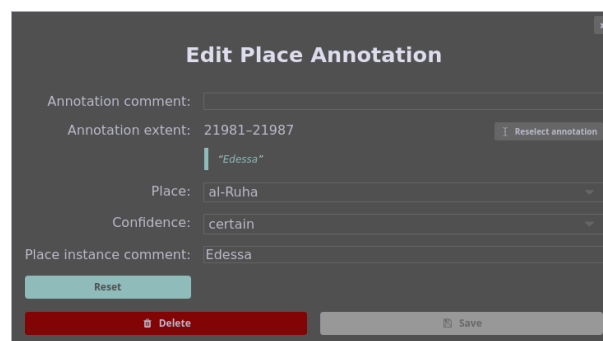 Edit Place Annotation
Annotation comment:
Annotation extent: 21981–21987
Reselect annotation
“Edessa”
Place: al-Ruha
Confidence: certain
Place instance comment: Edessa
Reset
Delete
Save